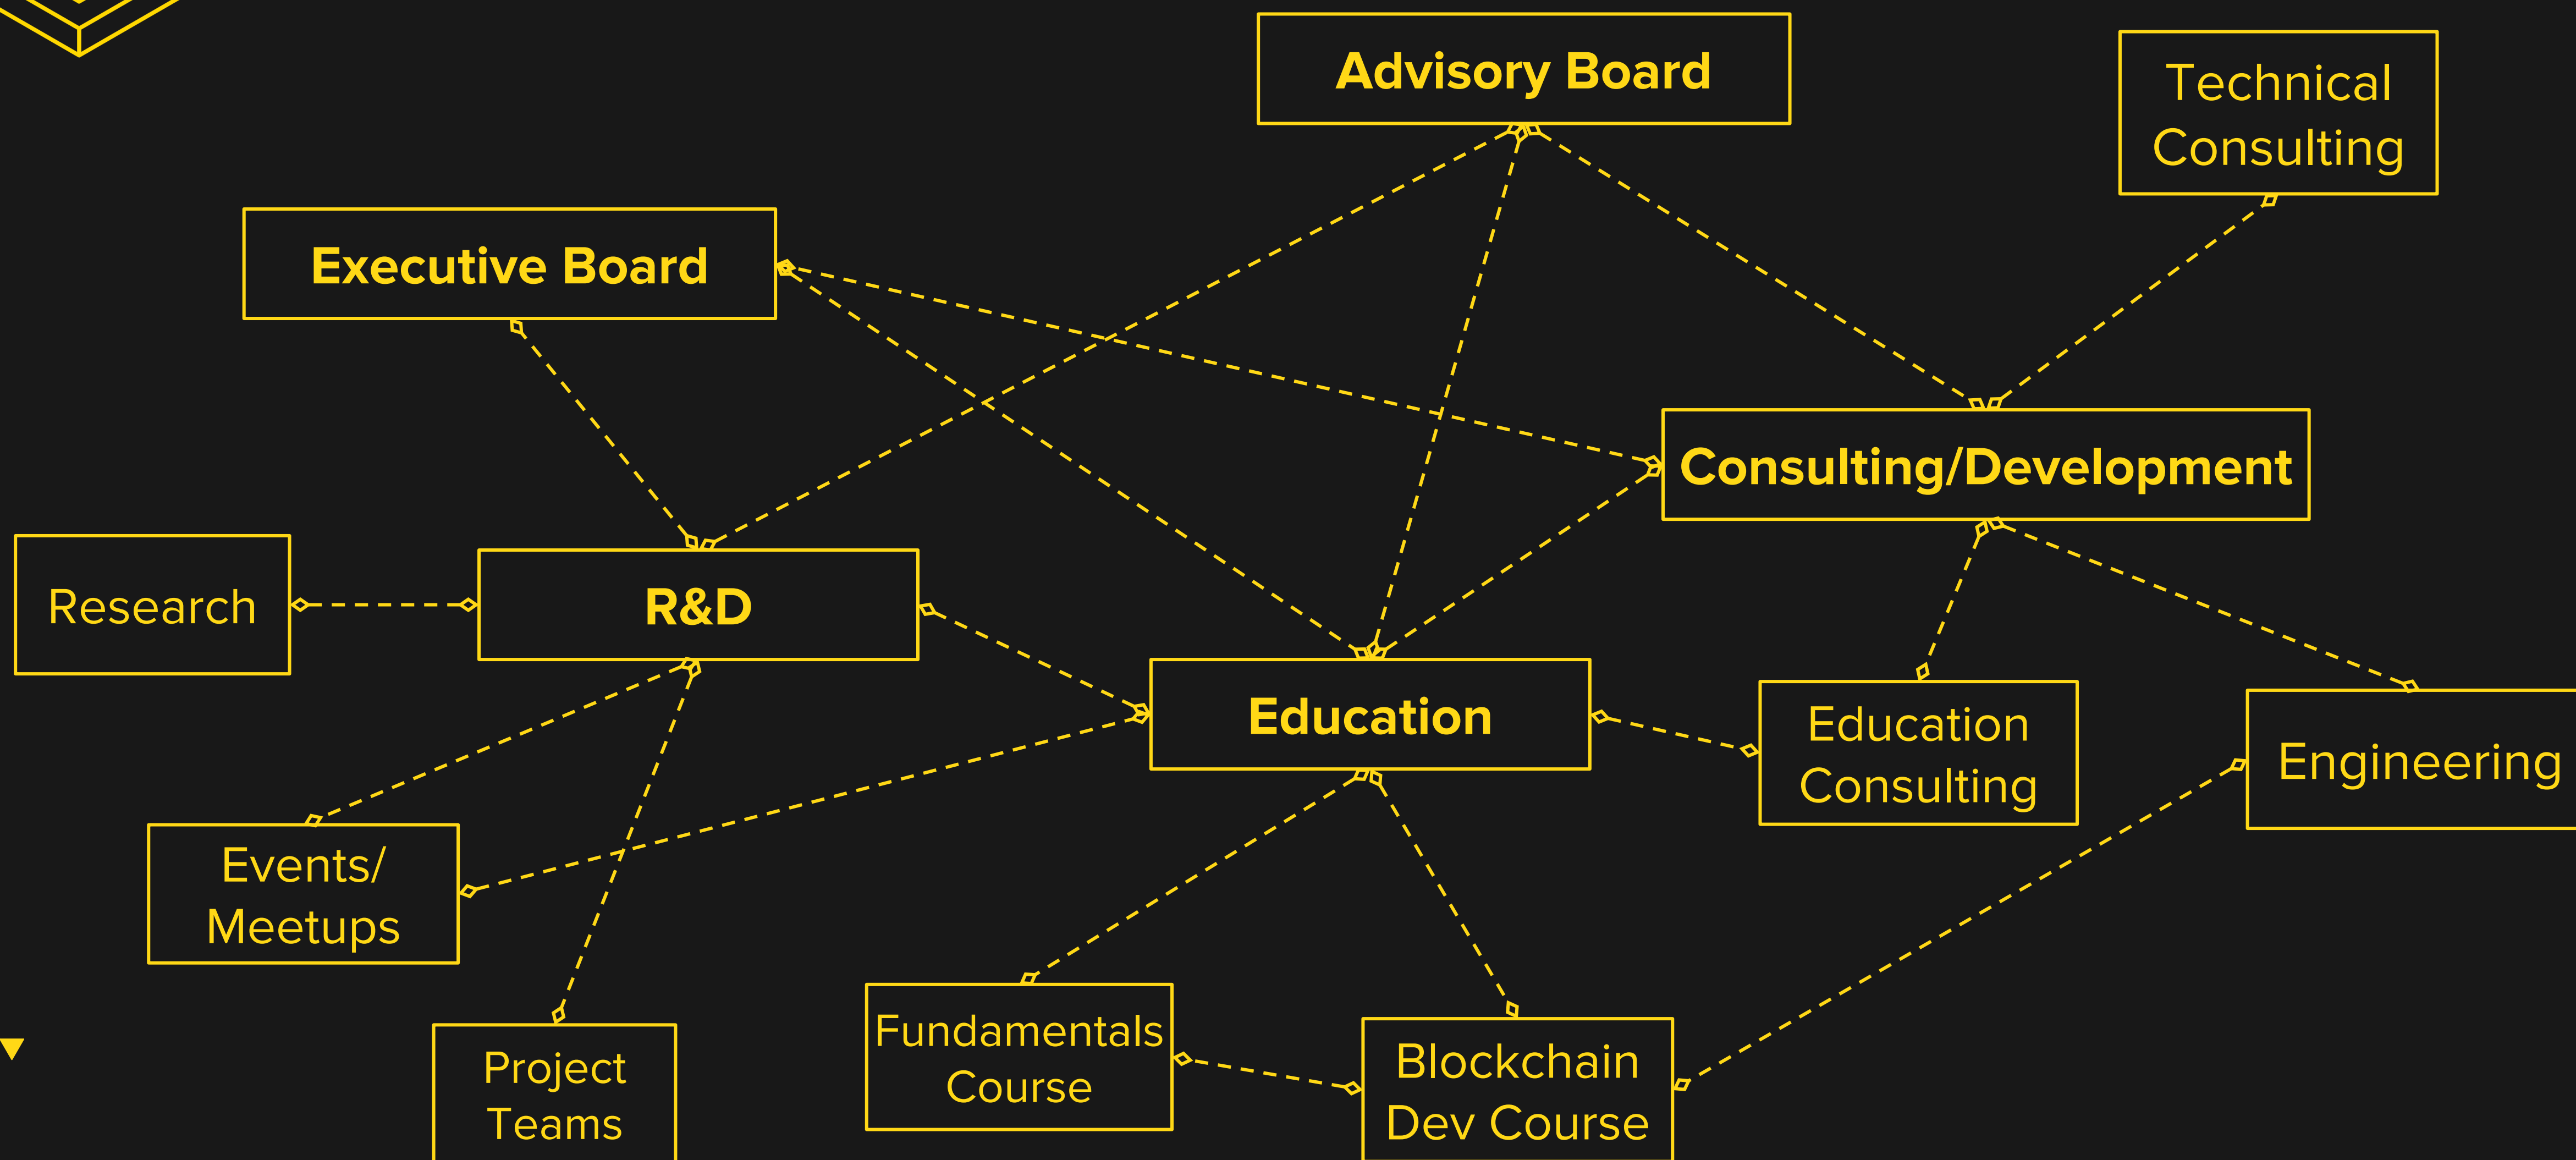 Advisory Board
Technical
Consulting
Executive Board
Consulting/Development
Research
R&D
Education
Education
Consulting
Engineering
Events/
Meetups
Fundamentals
Course
Project
Teams
Blockchain
Dev Course